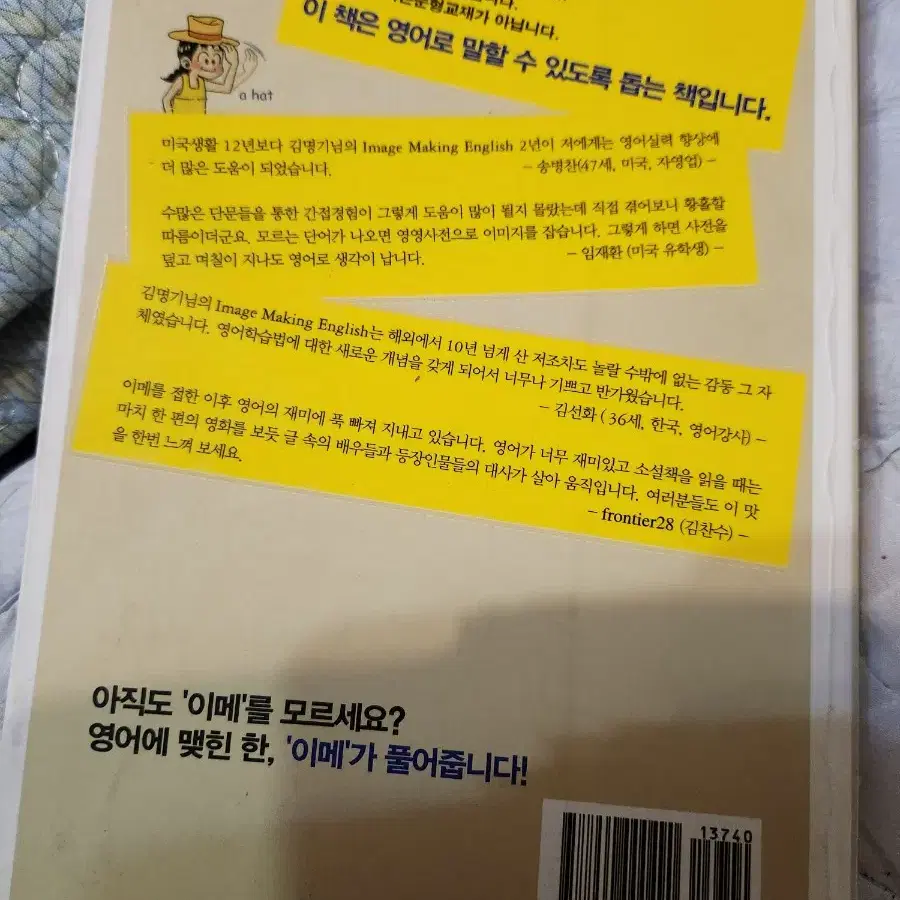 이 책은 영어로 말할 수 있도록 돕는 책입니다.
a hat
미국생활 12년보다 김명기님의 Image Making English 2년이 저에게는 영어실력 향상에
더 많은 도움이 되었습니다. – 송병찬(47세, 미국, 자영업) –
수많은 단문들을 통한 간접경험이 그렇게 도움이 많이 될지 몰랐는데 직접 겪어보니 황홀할
따름이더군요. 모르는 단어가 나오면 영영사전으로 이미지를 잡습니다. 그렇게 하면 사전을
덮고 며칠이 지나도 영어로 생각이 납니다. – 임재환 (미국 유학생) –
김명기님의 Image Making English는 해외에서 10년 넘게 산 저조차도 놀랄 수밖에 없는 감동 그 자
체였습니다. 영어학습법에 대한 새로운 개념을 갖게 되어서 너무나 기쁘고 반가웠습니다.
– 김선화 ( 36세, 한국, 영어강사) –
이메를 접한 이후 영어의 재미에 푹 빠져 지내고 있습니다. 영어가 너무 재미있고 소설책을 읽을 때는
마치 한 편의 영화를 보듯 글 속의 배우들과 등장인물들의 대사가 살아 움직입니다. 여러분들도 이 맛
을 한번 느껴 보세요.
– frontier28 (김찬수) –
아직도 '이메'를 모르세요?
영어에 맺힌 한, '이메'가 풀어줍니다!
13740